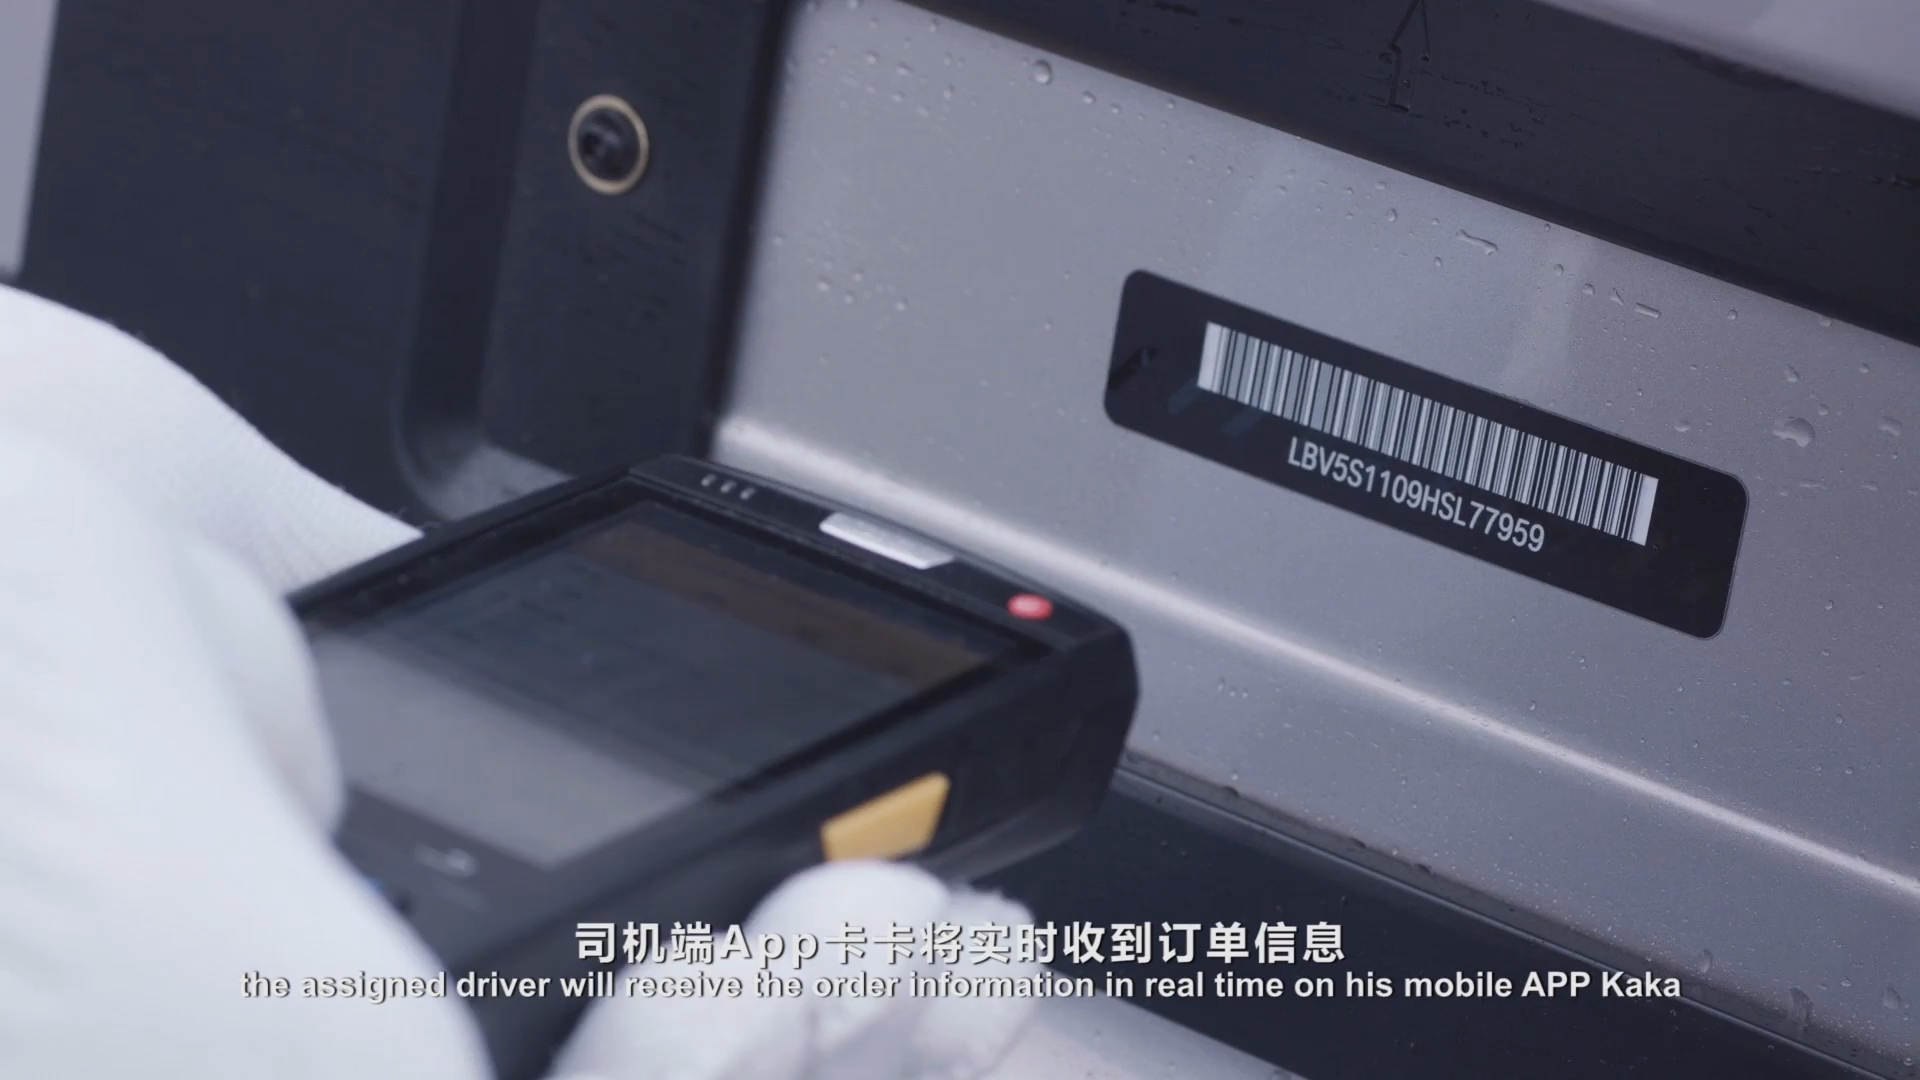 LBV5S1109HSL77959
司机端App卡卡将实时收到订单信息
the assigned driver will receive the order information in real time on his mobile APP Kaka